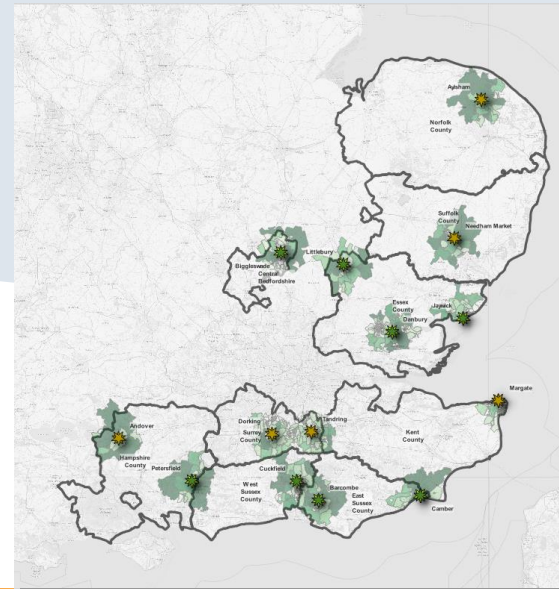 Aylsham
Norfolk
County
Suffolk
County
Needham Market
Littlebury
Biggleswade
Central
Bedfordshire
Essex
County
Danbury
Jaywick
Margate
Andover
Hampshire
County
Petersfield
Dorking
Surrey
County
Tandring
Kent
County
Cuckfield
West
Sussex
County
Barcombe
East
Sussex
County
Camber